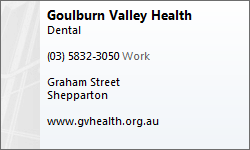 Goulburn Valley Health
Dental
(03) 5832-3050 Work
Graham Street
Shepparton
www.gvhealth.org.au